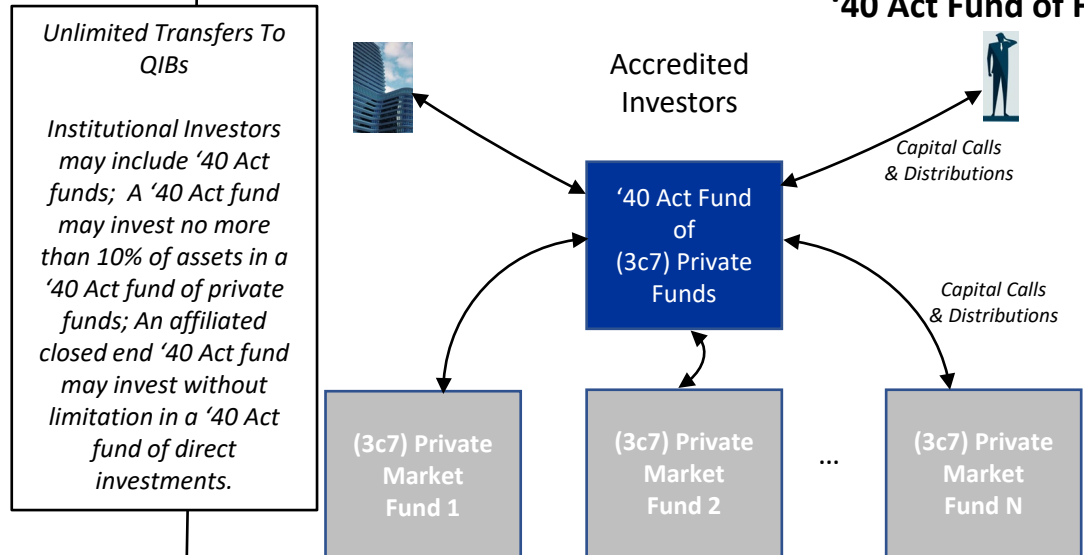 ‘40 Act Fund of
Unlimited Transfers To
QIBs
Institutional Investors
may include ‘40 Act
funds; A ‘40 Act fund
may invest no more
than 10% of assets in a
‘40 Act fund of private
funds; An affiliated
closed end ‘40 Act fund
may invest without
limitation in a ‘40 Act
fund of direct
investments.
Accredited
Investors
Capital Calls
& Distributions
‘40 Act Fund
of
(3c7) Private
Funds
Capital Calls
& Distributions
(3c7) Private
Market
Fund 1
(3c7) Private
Market
Fund 2
...
(3c7) Private
Market
Fund N